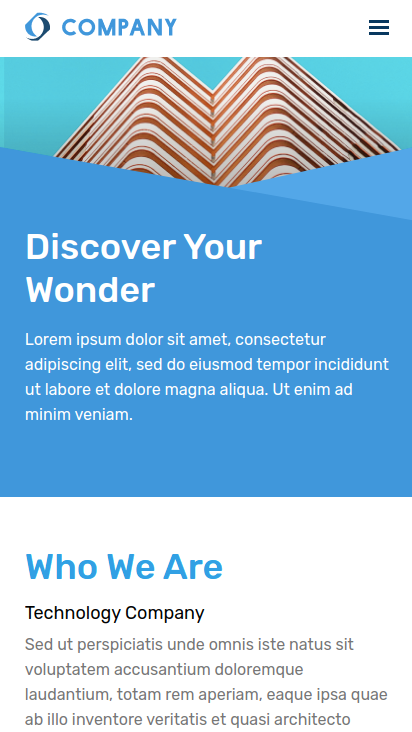 COMPANY
Discover Your
Wonder
Lorem ipsum dolor sit amet, consectetur
adipiscing elit, sed do eiusmod tempor incididunt
ut labore et dolore magna aliqua. Ut enim ad
minim veniam.
Who We Are
Technology Company
Sed ut perspiciatis unde omnis iste natus sit
voluptatem accusantium doloremque
laudantium, totam rem aperiam, eaque ipsa quae
ab illo inventore veritatis et quasi architecto